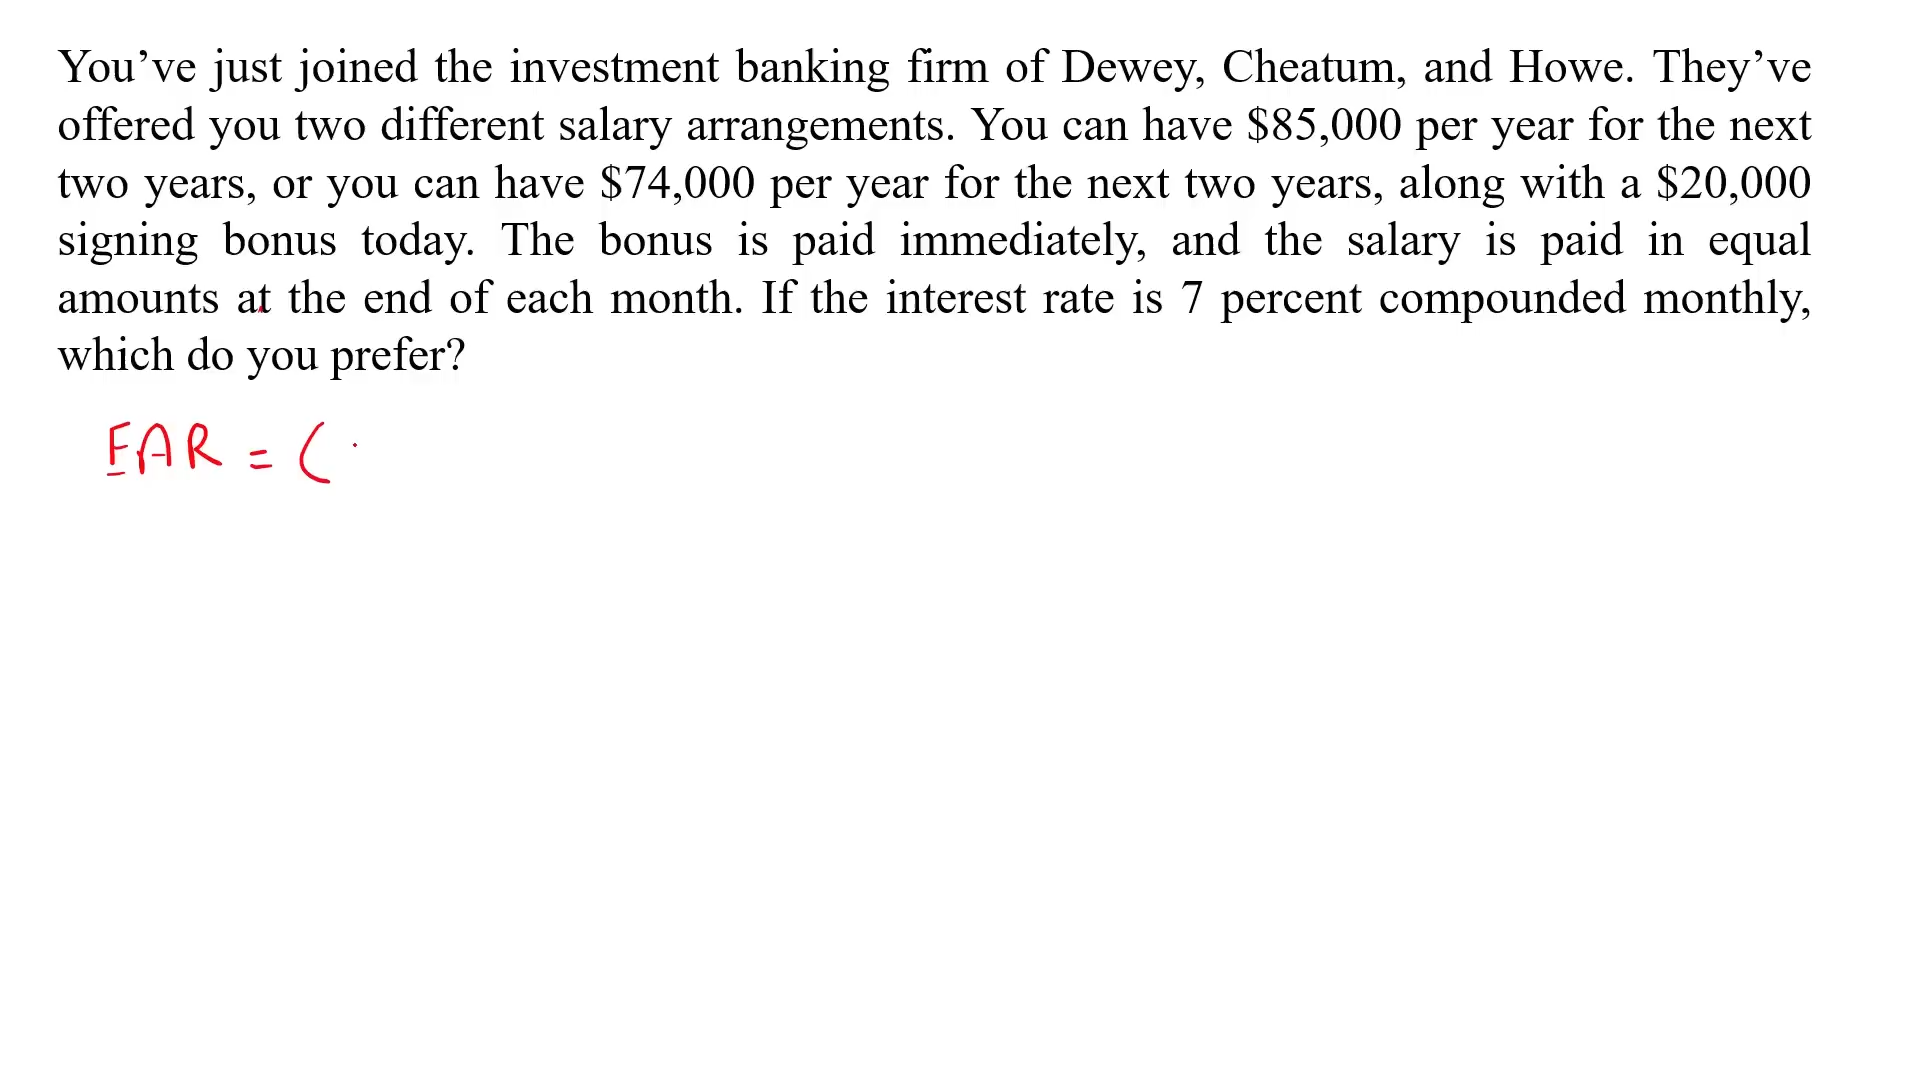 You’ve just joined the investment banking firm of Dewey, Cheatum, and Howe. They’ve
offered you two different salary arrangements. You can have $85,000 per year for the next
two years, or you can have $74,000 per year for the next two years, along with a $20,000
signing bonus today. The bonus is paid immediately, and the salary is paid in equal
amounts at the end of each month. If the interest rate is 7 percent compounded monthly,
which do you prefer?
EAR = (